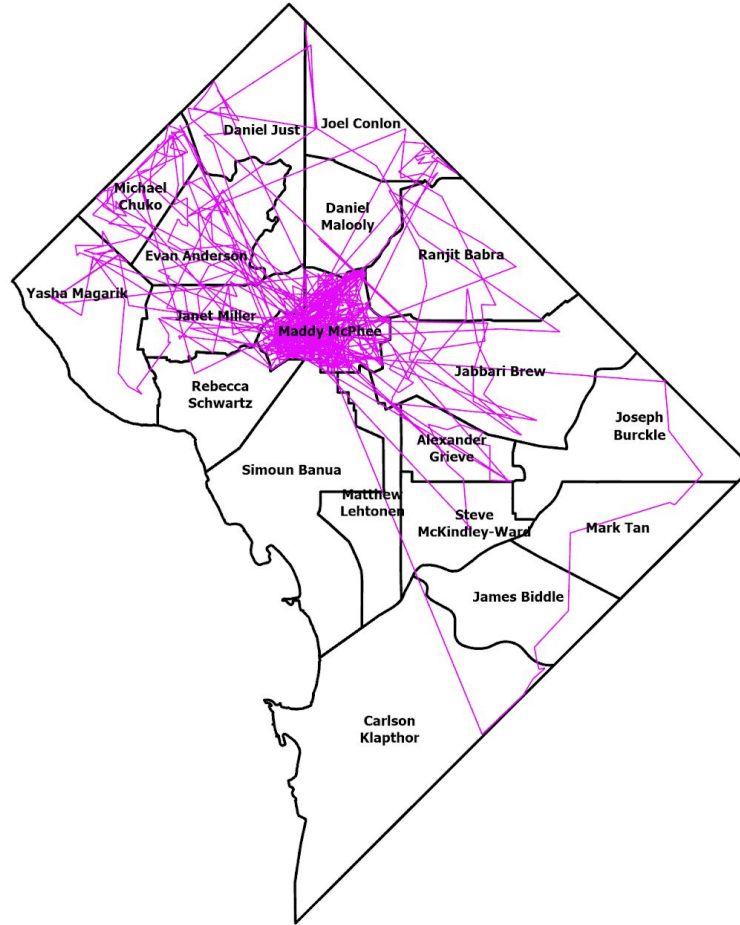 Joel Conlon
Daniel Just
Michael
Chuko
Daniel
Malooly
Evan Anderson
Ranjit Babra
Yasha Magarik
Janet Miller
Maddy McPhee
Jabbari Brew
Rebecca
Schwartz
Joseph
Burckle
Alexander
Grieve
Simoun Banua
Matthew
Lehtonen
Steve
McKindley-Ward
Mark Tan
James Biddle
Carlson
Klapthor